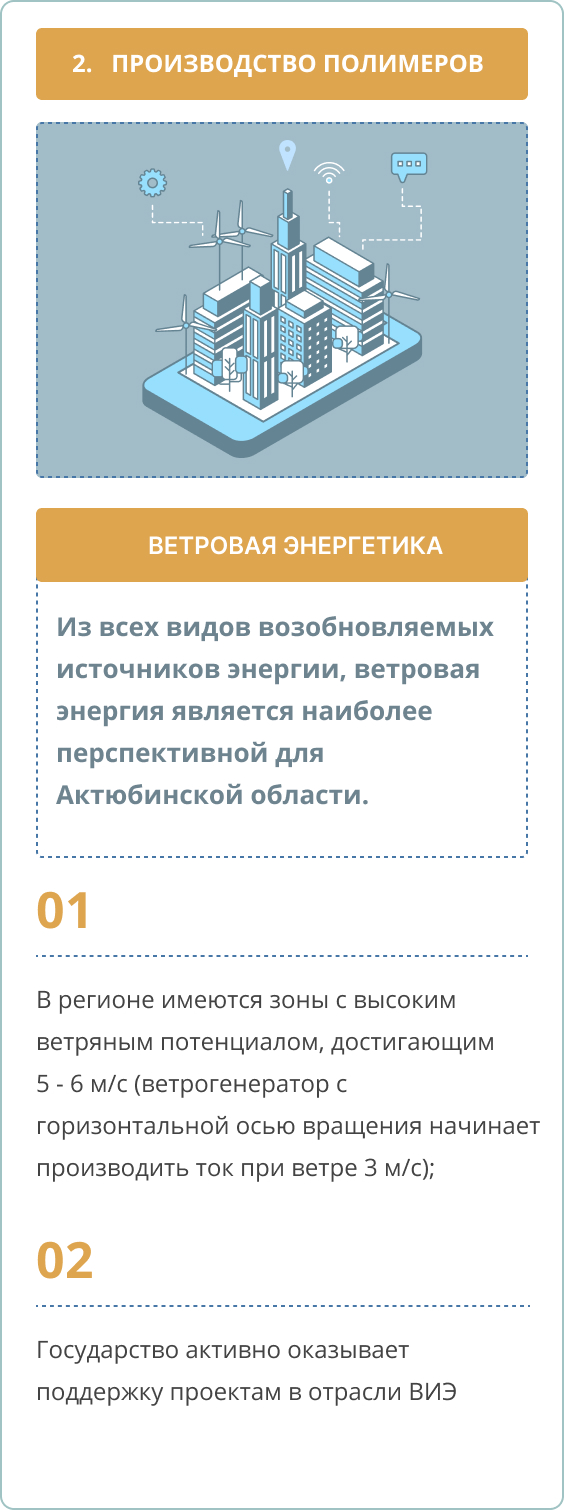 2. ПРОИЗВОДСТВО ПОЛИМЕРОВ
ВЕТРОВАЯ ЭНЕРГЕТИКА
Из всех видов возобновляемых
источников энергии, ветровая
энергия является наиболее
перспективной для
Актюбинской области.
01
В регионе имеются зоны с высоким
ветряным потенциалом, достигающим
5 - 6 м/с (ветрогенератор с
горизонтальной осью вращения начинает
производить ток при ветре 3 м/с);
02
Государство активно оказывает
поддержку проектам в отрасли ВИЭ